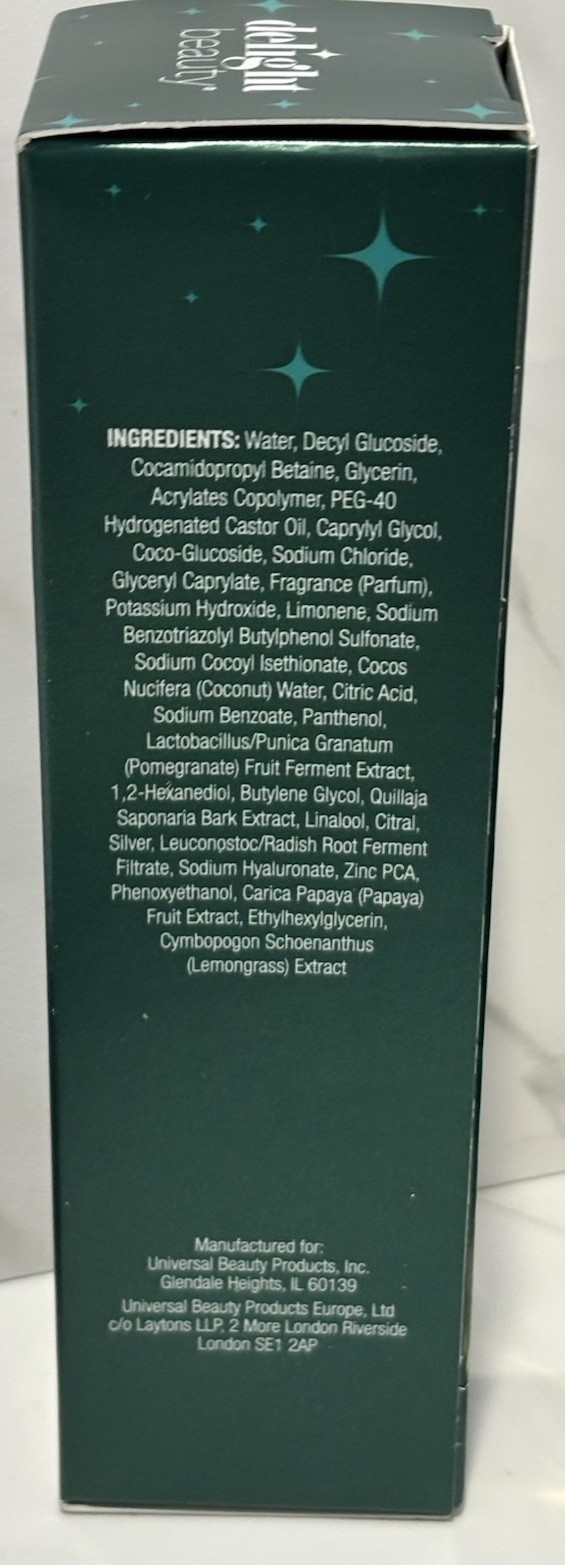 delight
beauty
INGREDIENTS: Water, Decyl Glucoside,
Cocamidopropyl Betaine, Glycerin,
Acrylates Copolymer, PEG-40
Hydrogenated Castor Oil, Caprylyl Glycol,
Coco-Glucoside, Sodium Chloride,
Glyceryl Caprylate, Fragrance (Parfum),
Potassium Hydroxide, Limonene, Sodium
Benzotriazolyl Butylphenol Sulfonate,
Sodium Cocoyl Isethionate, Cocos
Nucifera (Coconut) Water, Citric Acid,
Sodium Benzoate, Panthenol,
Lactobacillus/Punica Granatum
(Pomegranate) Fruit Ferment Extract,
1,2-Hexanediol, Butylene Glycol, Quillaja
Saponaria Bark Extract, Linalool, Citral,
Silver, Leuconostoc/Radish Root Ferment
Filtrate, Sodium Hyaluronate, Zinc PCA,
Phenoxyethanol, Carica Papaya (Papaya)
Fruit Extract, Ethylhexylglycerin,
Cymbopogon Schoenanthus
(Lemongrass) Extract
Manufactured for:
Universal Beauty Products, Inc.
Glendale Heights, IL 60139
Universal Beauty Products Europe, Ltd
c/o Laytons LLP, 2 More London Riverside
London SE1 2AP